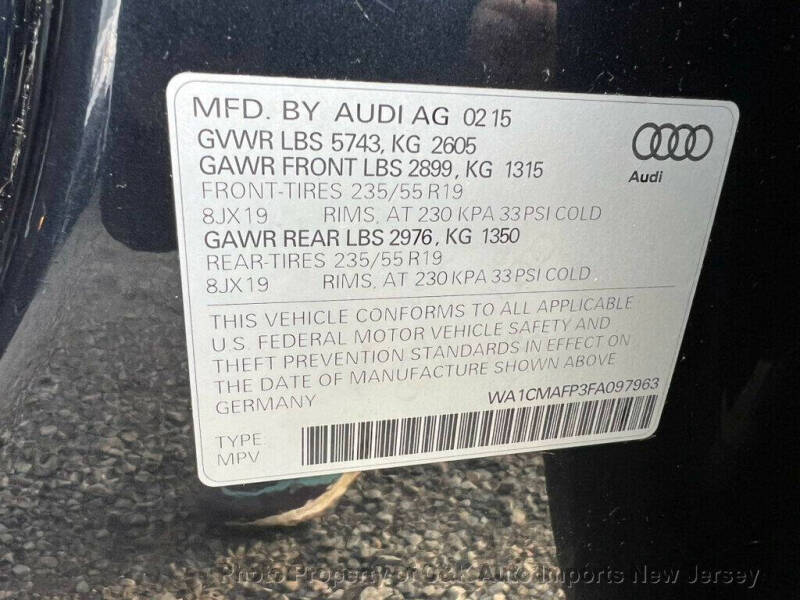 MFD. BY AUDI AG 02 15
GVWR LBS 5743, KG 2605
GAWR FRONT LBS 2899, KG 1315
FRONT-TIRES 235/55 R19
8JX19 RIMS, AT 230 KPA 33 PSI COLD
GAWR REAR LBS 2976, KG 1350
REAR-TIRES 235/55 R19
8JX19 RIMS, AT 230 KPA 33 PSI COLD
THIS VEHICLE CONFORMS TO ALL APPLICABLE
U.S. FEDERAL MOTOR VEHICLE SAFETY AND
THEFT PREVENTION STANDARDS IN EFFECT ON
THE DATE OF MANUFACTURE SHOWN ABOVE
GERMANY
WA1CMAFP3FA097963
TYPE
MPV
Audi
Photo Property of C&K Auto Imports New Jersey